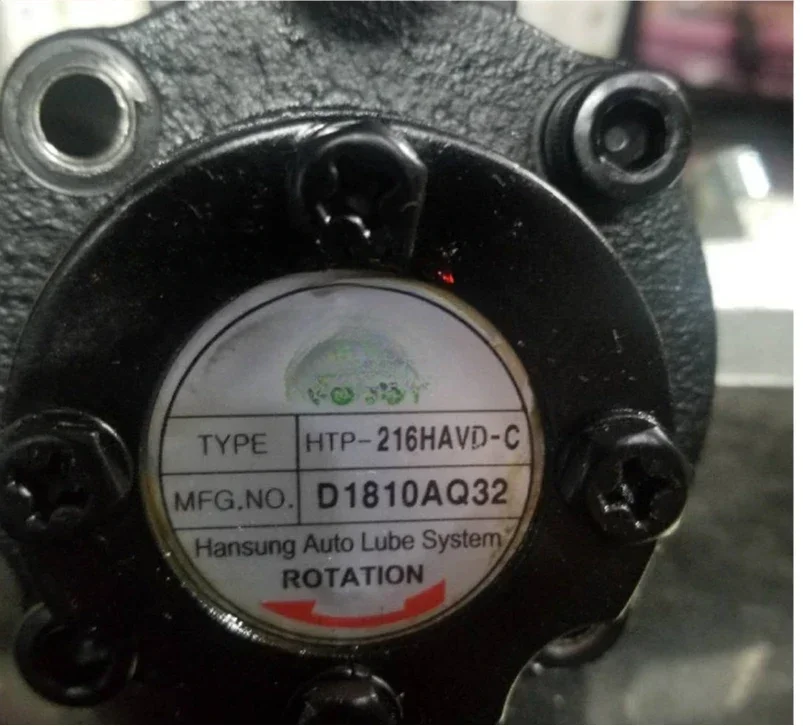 TYPE HTP-216HAVD-C
MFG.NO. D1810AQ32
Hansung Auto Lube System
ROTATION